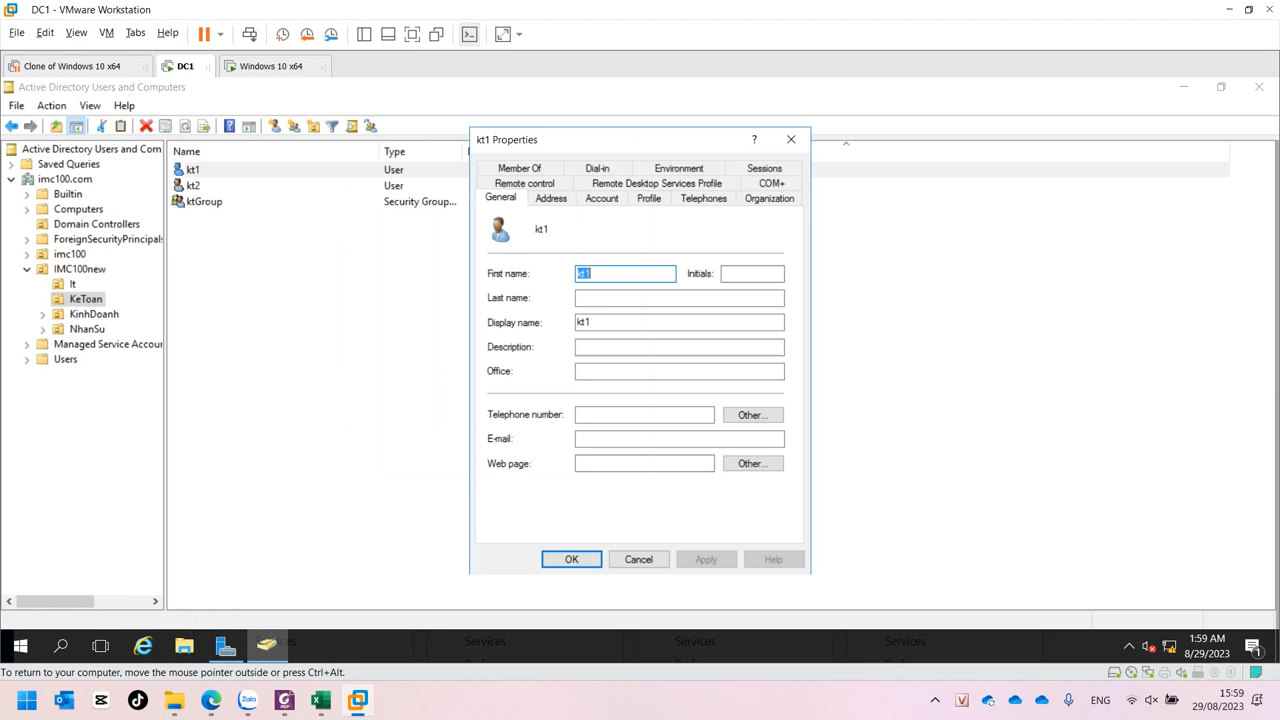 DC1 - VMware Workstation
File Edit View VM Tabs Help
Clone of Windows 10 x64 DC1 Windows 10 x64
Active Directory Users and Computers
File Action View Help
Active Directory Users and Com
Saved Queries
imc100.com
Builtin
Computers
Domain Controllers
ForeignSecurityPrincipals
imc100
IMC100new
It
KeToan
KinhDoanh
NhanSu
Managed Service Accour
Users
Name Type
kt1 User
kt2 User
ktGroup Security Group...
kt1 Properties
Member Of Dial-in Environment Sessions
Remote control Remote Desktop Services Profile COM+
General Address Account Profile Telephones Organization
kt1
First name: kt1 Initials:
Last name:
Display name: kt1
Description:
Office:
Telephone number: Other...
E-mail:
Web page: Other...
OK Cancel Apply Help
Services Services Services Services
1:59 AM
8/29/2023
To return to your computer, move the mouse pointer outside or press Ctrl+Alt.
Zalo
PDF
ENG
15:59
29/08/2023